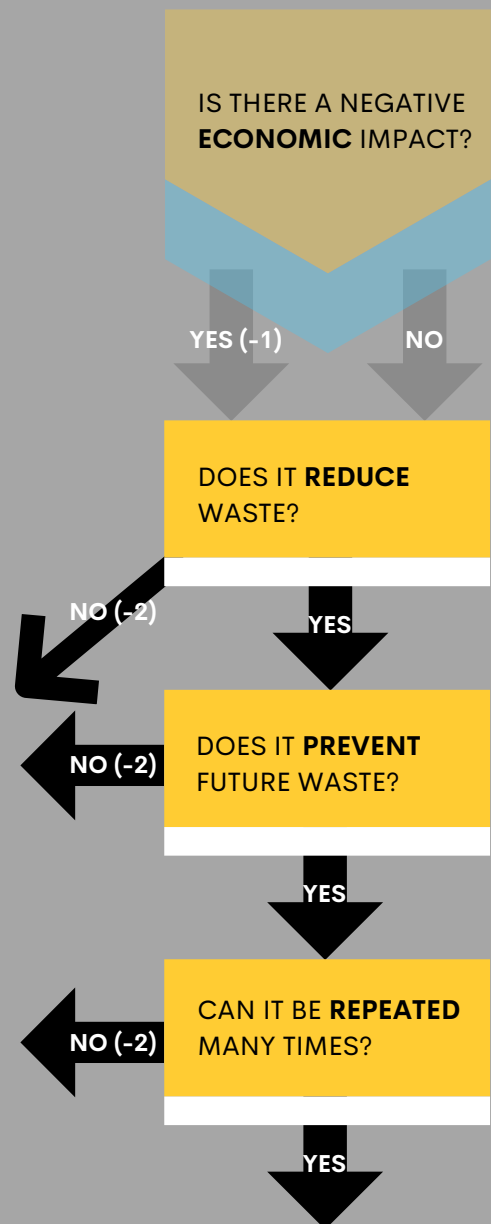 IS THERE A NEGATIVE
ECONOMIC IMPACT?
YES (-1)
NO
DOES IT REDUCE
WASTE?
NO (-2)
YES
DOES IT PREVENT
FUTURE WASTE?
NO (-2)
YES
CAN IT BE REPEATED
MANY TIMES?
NO (-2)
YES